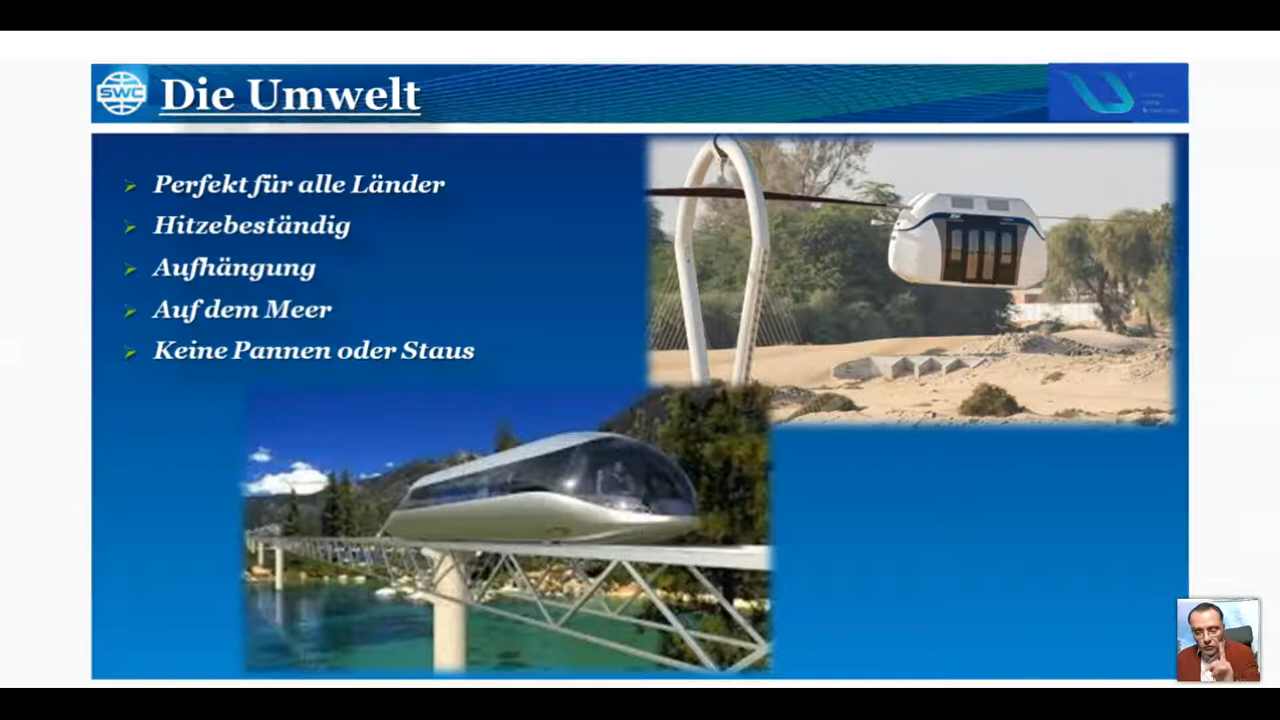 SWC
Die Umwelt
Perfekt für alle Länder
Hitzebeständig
Aufhängung
Auf dem Meer
Keine Pannen oder Staus